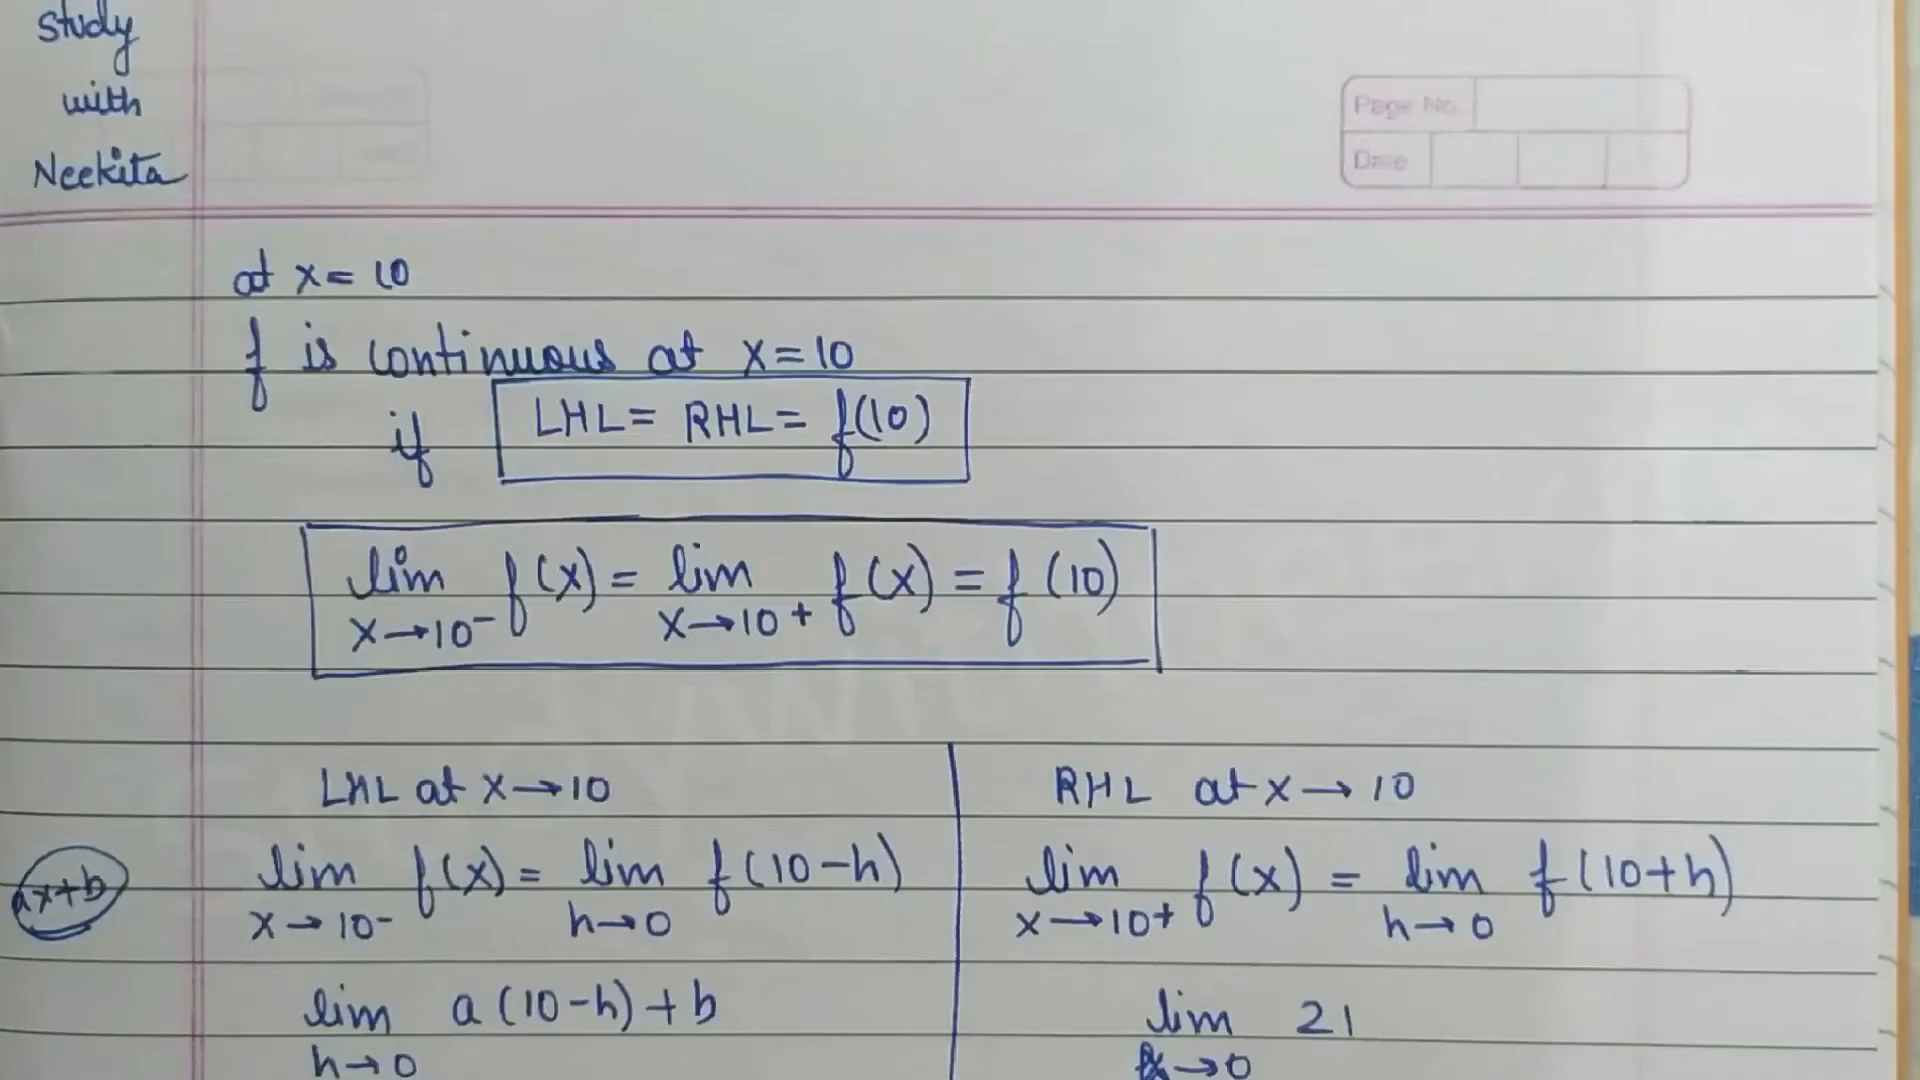 Study
with
Neekita
Page No.
Date
at x = 10
f is continuous at x = 10
if LHL = RHL = f(10)
lim f(x) = lim f(x) = f(10)
x→10- x→10+
LHL at x→10
lim f(x) = lim f(10-h)
x→10- h→0
ax+b
lim a(10-h)+b
h→0
RHL at x→10
lim f(x) = lim f(10+h)
x→10+ h→0
lim 21
→0